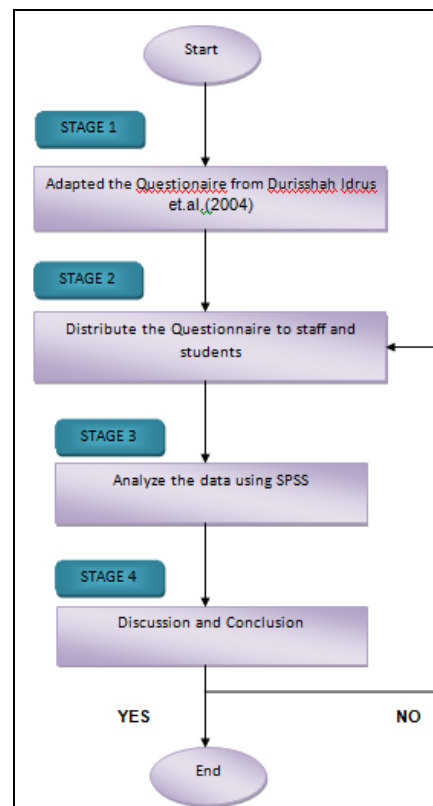 Start
STAGE 1
Adapted the Questionaire from Durisshah Idrus
et.al,(2004)
STAGE 2
Distribute the Questionnaire to staff and
students
STAGE 3
Analyze the data using SPSS
STAGE 4
Discussion and Conclusion
YES
NO
End